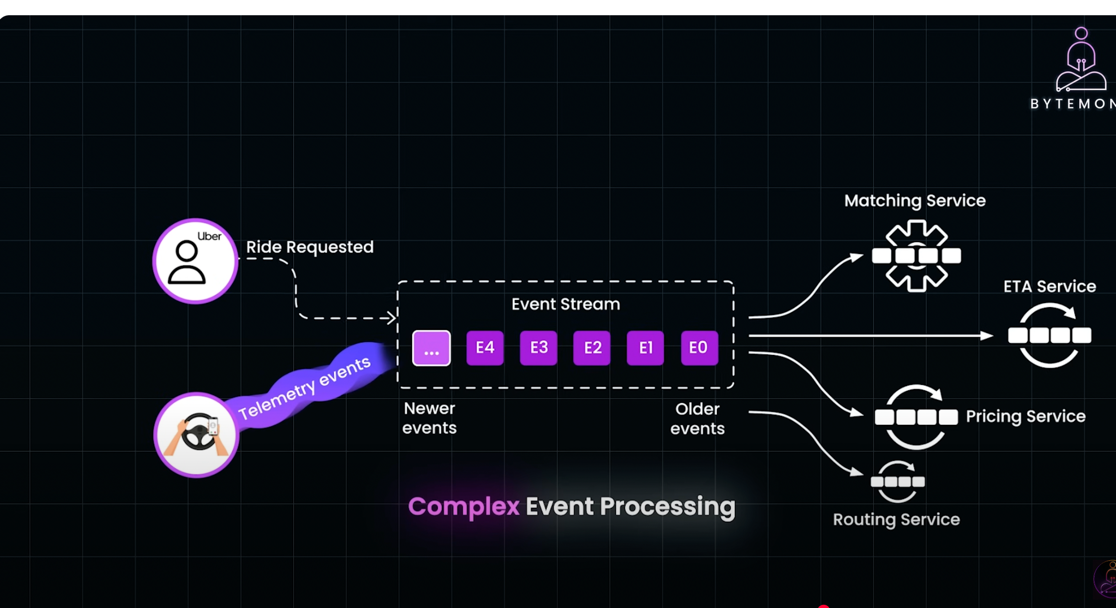 BYTEMON
Matching Service
Uber
Ride Requested
ETA Service
Event Stream
... E4 E3 E2 E1 E0
Telemetry events
Newer
events
Older
events
Pricing Service
Complex Event Processing
Routing Service